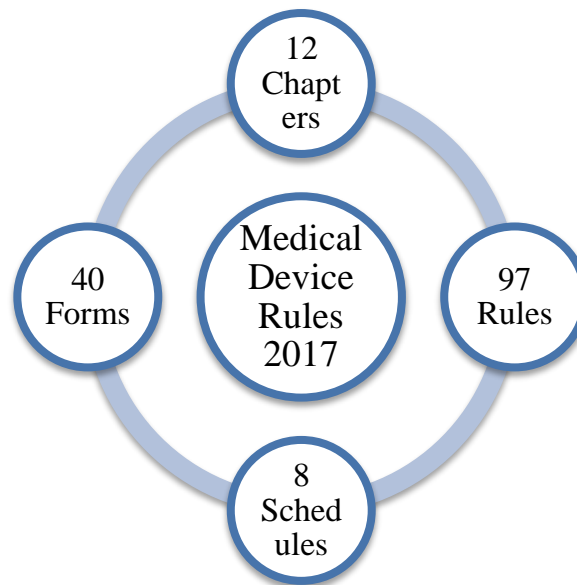 12
Chapt
ers
Medical
Device
Rules
2017
40
Forms
97
Rules
8
Sched
ules